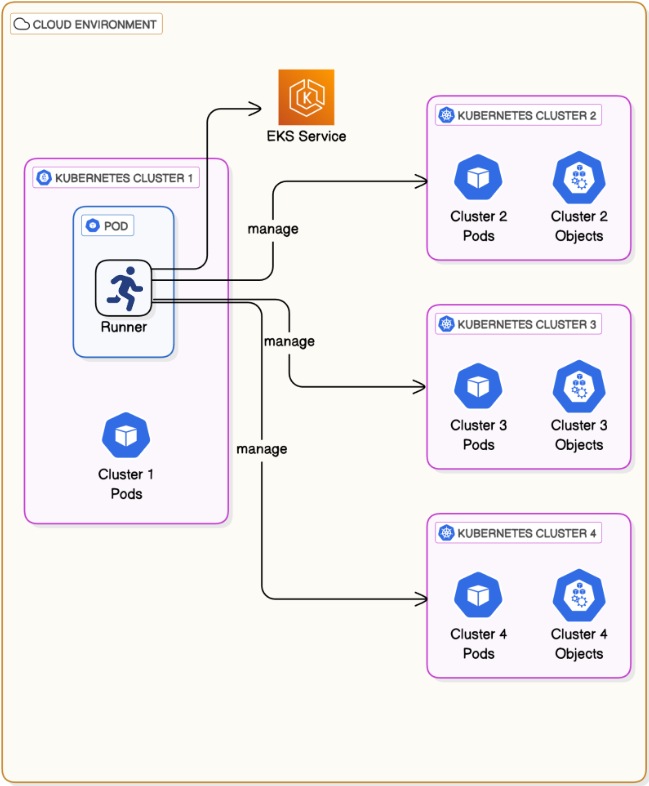 CLOUD ENVIRONMENT
EKS Service
KUBERNETES CLUSTER 1
POD
Runner
Cluster 1
Pods
manage
manage
manage
KUBERNETES CLUSTER 2
Cluster 2
Pods
Cluster 2
Objects
KUBERNETES CLUSTER 3
Cluster 3
Pods
Cluster 3
Objects
KUBERNETES CLUSTER 4
Cluster 4
Pods
Cluster 4
Objects